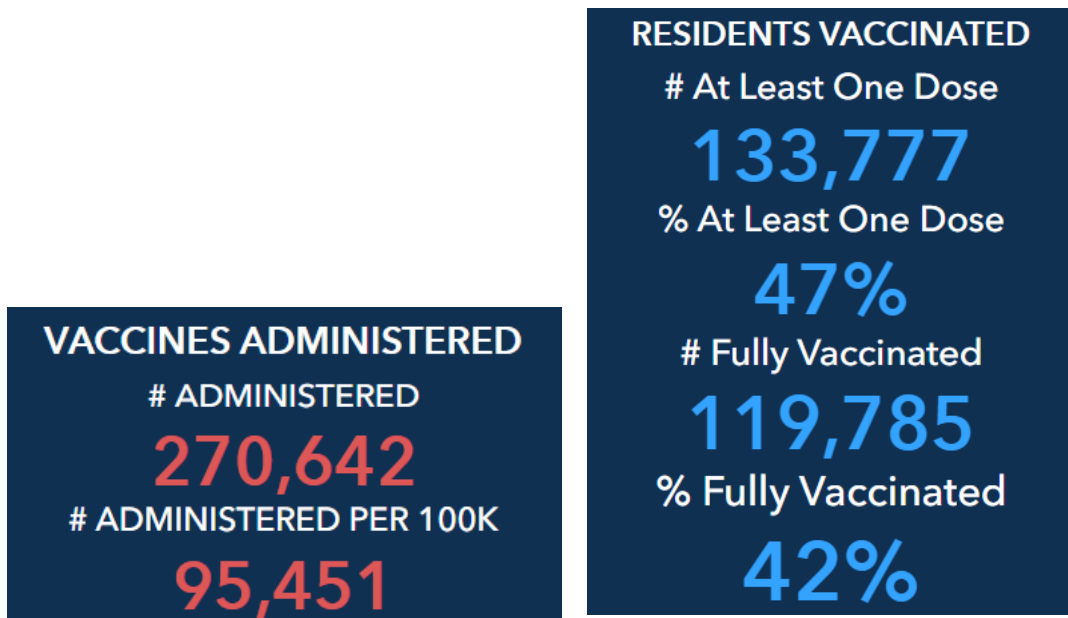 VACCINES ADMINISTERED
# ADMINISTERED
270,642
# ADMINISTERED PER 100K
95,451
RESIDENTS VACCINATED
# At Least One Dose
133,777
% At Least One Dose
47%
# Fully Vaccinated
119,785
% Fully Vaccinated
42%